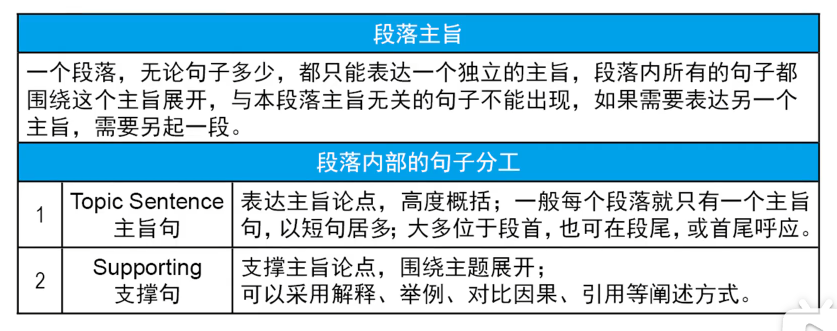 段落主旨
一个段落，无论句子多少，都只能表达一个独立的主旨，段落内所有的句子都
围绕这个主旨展开，与本段落主旨无关的句子不能出现，如果需要表达另一个
主旨，需要另起一段。
段落内部的句子分工
1
Topic Sentence
主旨句
表达主旨论点，高度概括；一般每个段落就只有一个主旨
句，以短句居多；大多位于段首，也可在段尾，或首尾呼应。
2
Supporting
支撑句
支撑主旨论点，围绕主题展开；
可以采用解释、举例、对比因果、引用等阐述方式。